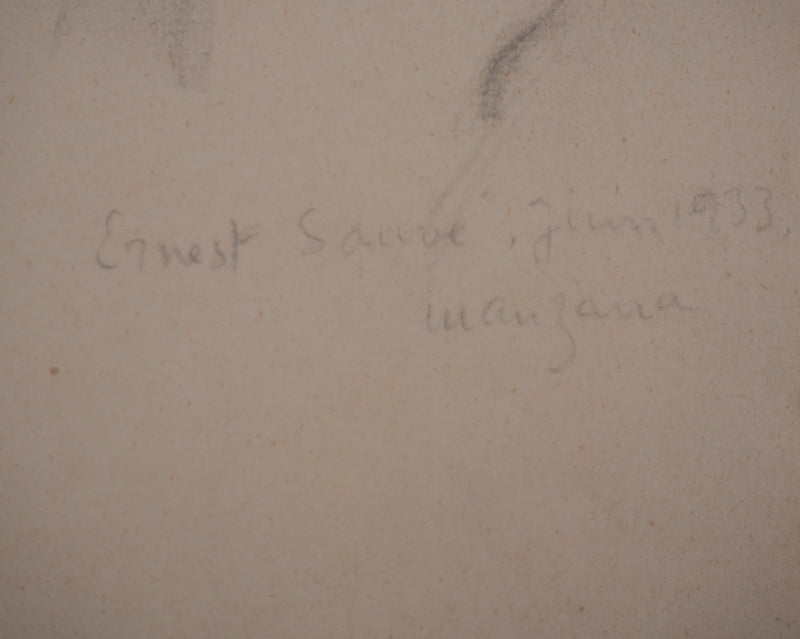 Ernest Sauvé, juin 1933,
manzana